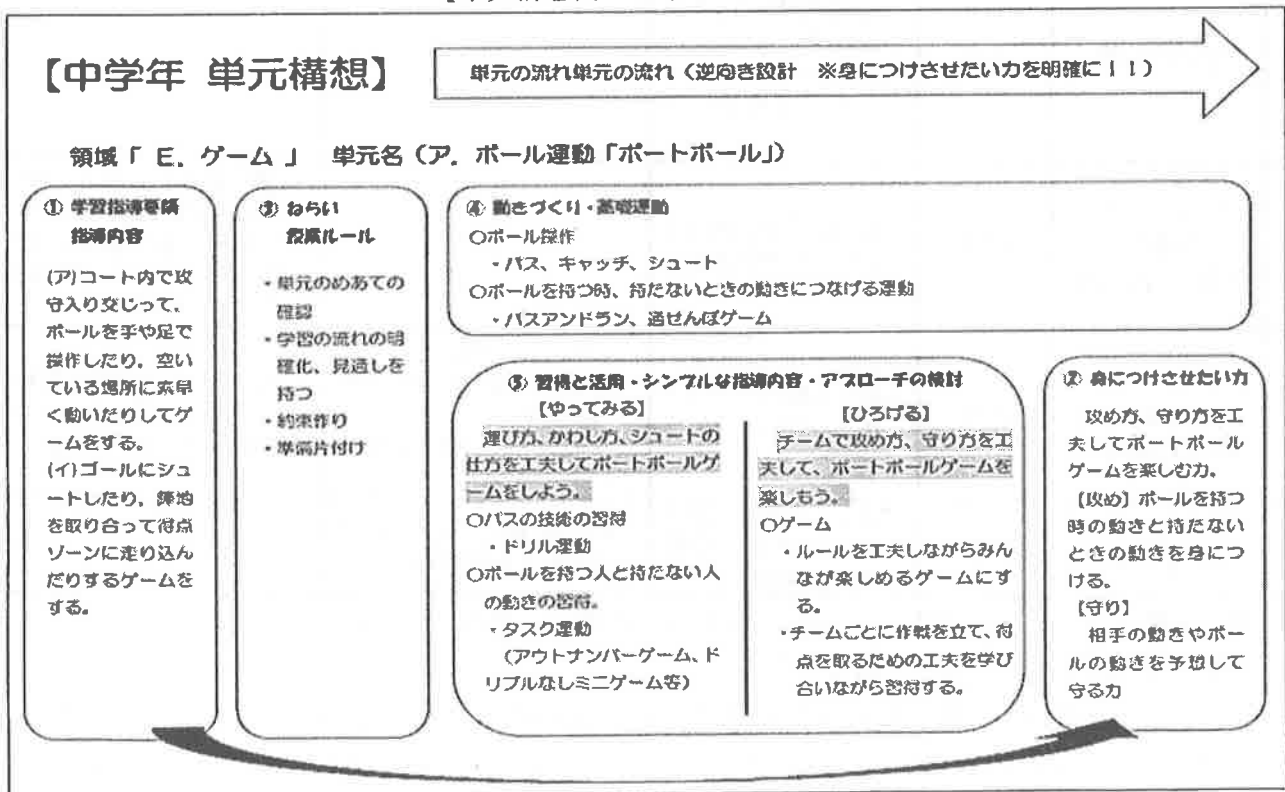 【中学年 単元構想】
単元の流れ単元の流れ（逆向き設計 ※身につけさせたい力を明確に！！）
領域「 E．ゲーム 」 単元名（ア．ボール運動「ポートボール」）
① 学習指導要領
指導内容
(ア)コート内で攻
守入り交じって、
ボールを手や足で
操作したり，空い
ている場所に素早
く動いたりしてゲ
ームをする。
(イ)ゴールにシュ
ートしたり，陣地
を取り合って得点
ゾーンに走り込ん
だりするゲームを
する。
③ ねらい
授業ルール
・単元のめあての
確認
・学習の流れの明
確化、見通しを
持つ
・約束作り
・準備片付け
④ 動きづくり・基礎運動
○ボール操作
・パス、キャッチ、シュート
○ボールを持つ時、持たないときの動きにつなげる運動
・パスアンドラン、通せんぼゲーム
⑤ 習得と活用・シンプルな指導内容・アプローチの検討
【やってみる】
運び方、かわし方、シュートの
仕方を工夫してポートボールゲ
ームをしよう。
○パスの技術の習得
・ドリル運動
○ボールを持つ人と持たない人
の動きの習得。
・タスク運動
（アウトナンバーゲーム、ド
リブルなしミニゲーム等）
【ひろげる】
チームで攻め方、守り方を工
夫して、ポートボールゲームを
楽しもう。
○ゲーム
・ルールを工夫しながらみん
なが楽しめるゲームにす
る。
・チームごとに作戦を立て、得
点を取るための工夫を学び
合いながら習得する。
② 身につけさせたい力
攻め方、守り方を工
夫してポートボール
ゲームを楽しむ力。
【攻め】ボールを持つ
時の動きと持たない
ときの動きを身につ
ける。
【守り】
相手の動きやボー
ルの動きを予想して
守る力